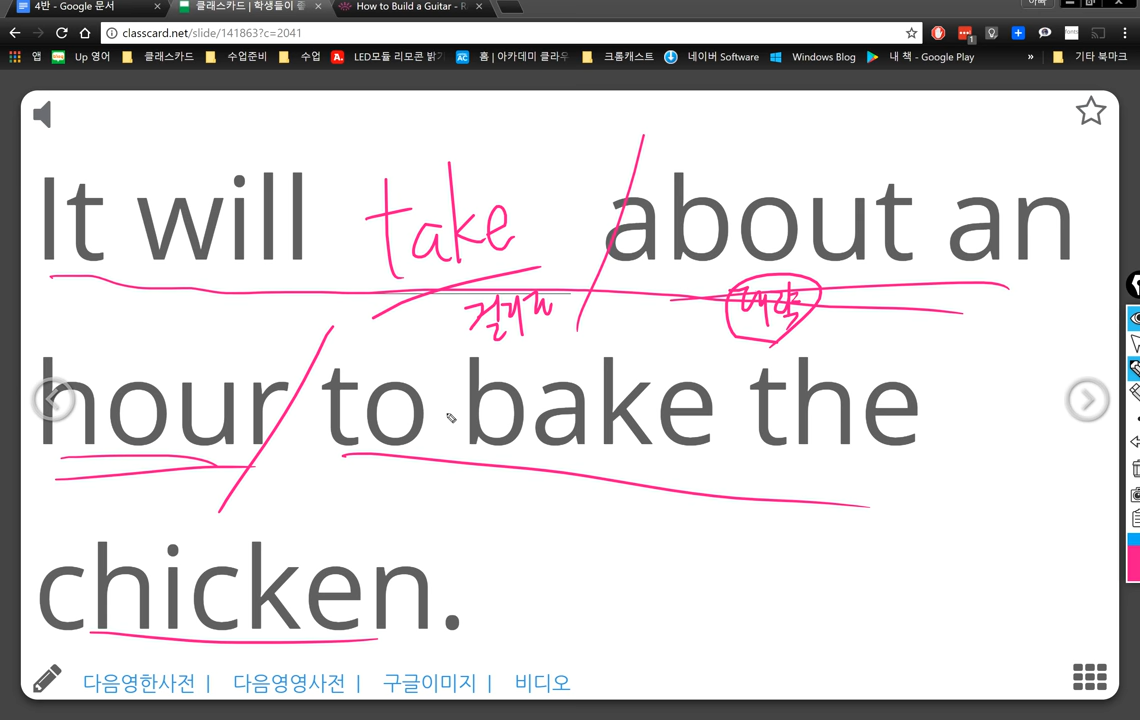 4반 - Google 문서
클래스카드 | 학생들이 좋
How to Build a Guitar - R
아빠
classcard.net/slide/141863?c=2041
앱 Up 영어 클래스카드 수업준비 수업 LED모듈 리모콘 밝기 홈 | 아카데미 클라우 크롬캐스트 네이버 Software Windows Blog 내 책 - Google Play » 기타 북마크
It will take about an
대략
hour to bake the
chicken.
다음영한사전 | 다음영영사전 | 구글이미지 | 비디오